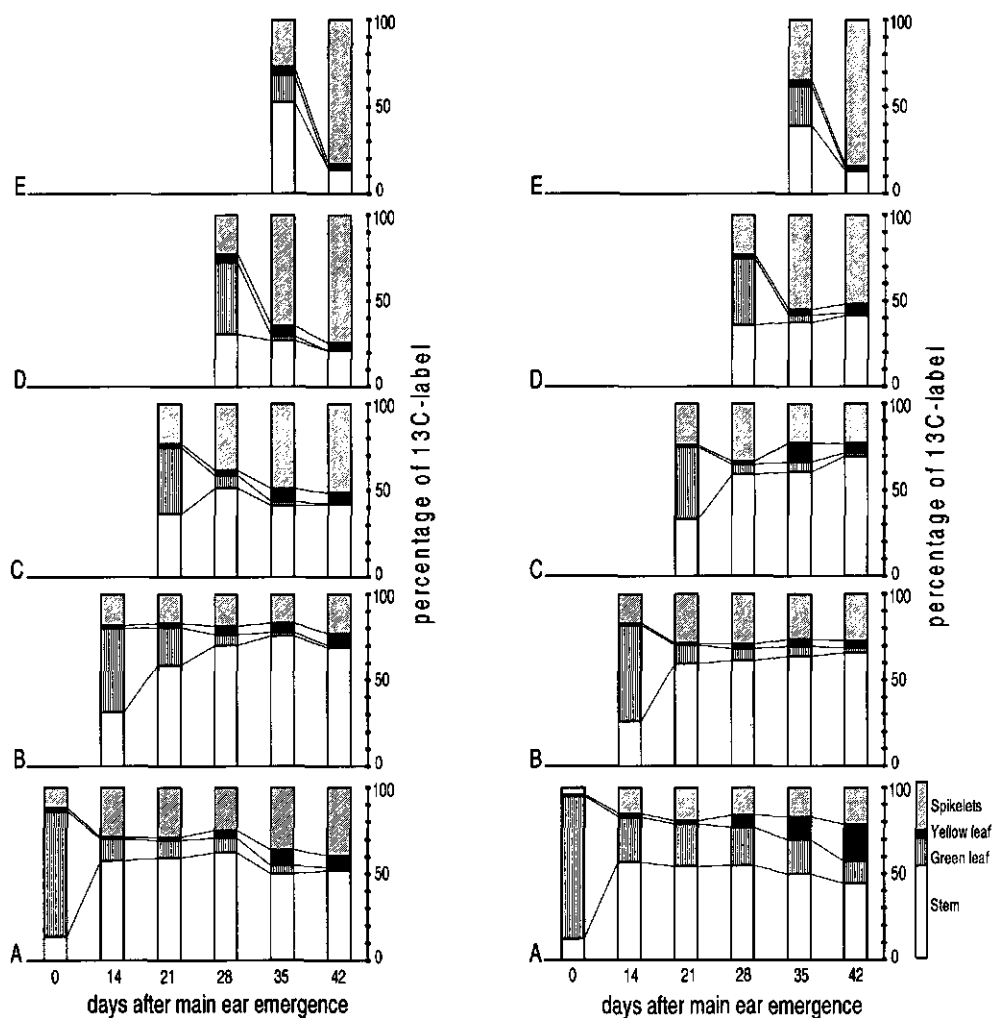 100
50
0
E
100
50
0
D
100
50
0
C
100
50
0
B
100
50
0
A
0 14 21 28 35 42
days after main ear emergence
percentage of 13C-label
100
50
0
E
100
50
0
D
100
50
0
C
100
50
0
B
100
50
0
A
0 14 21 28 35 42
days after main ear emergence
percentage of 13C-label
Spikelets
Yellow leaf
Green leaf
Stem